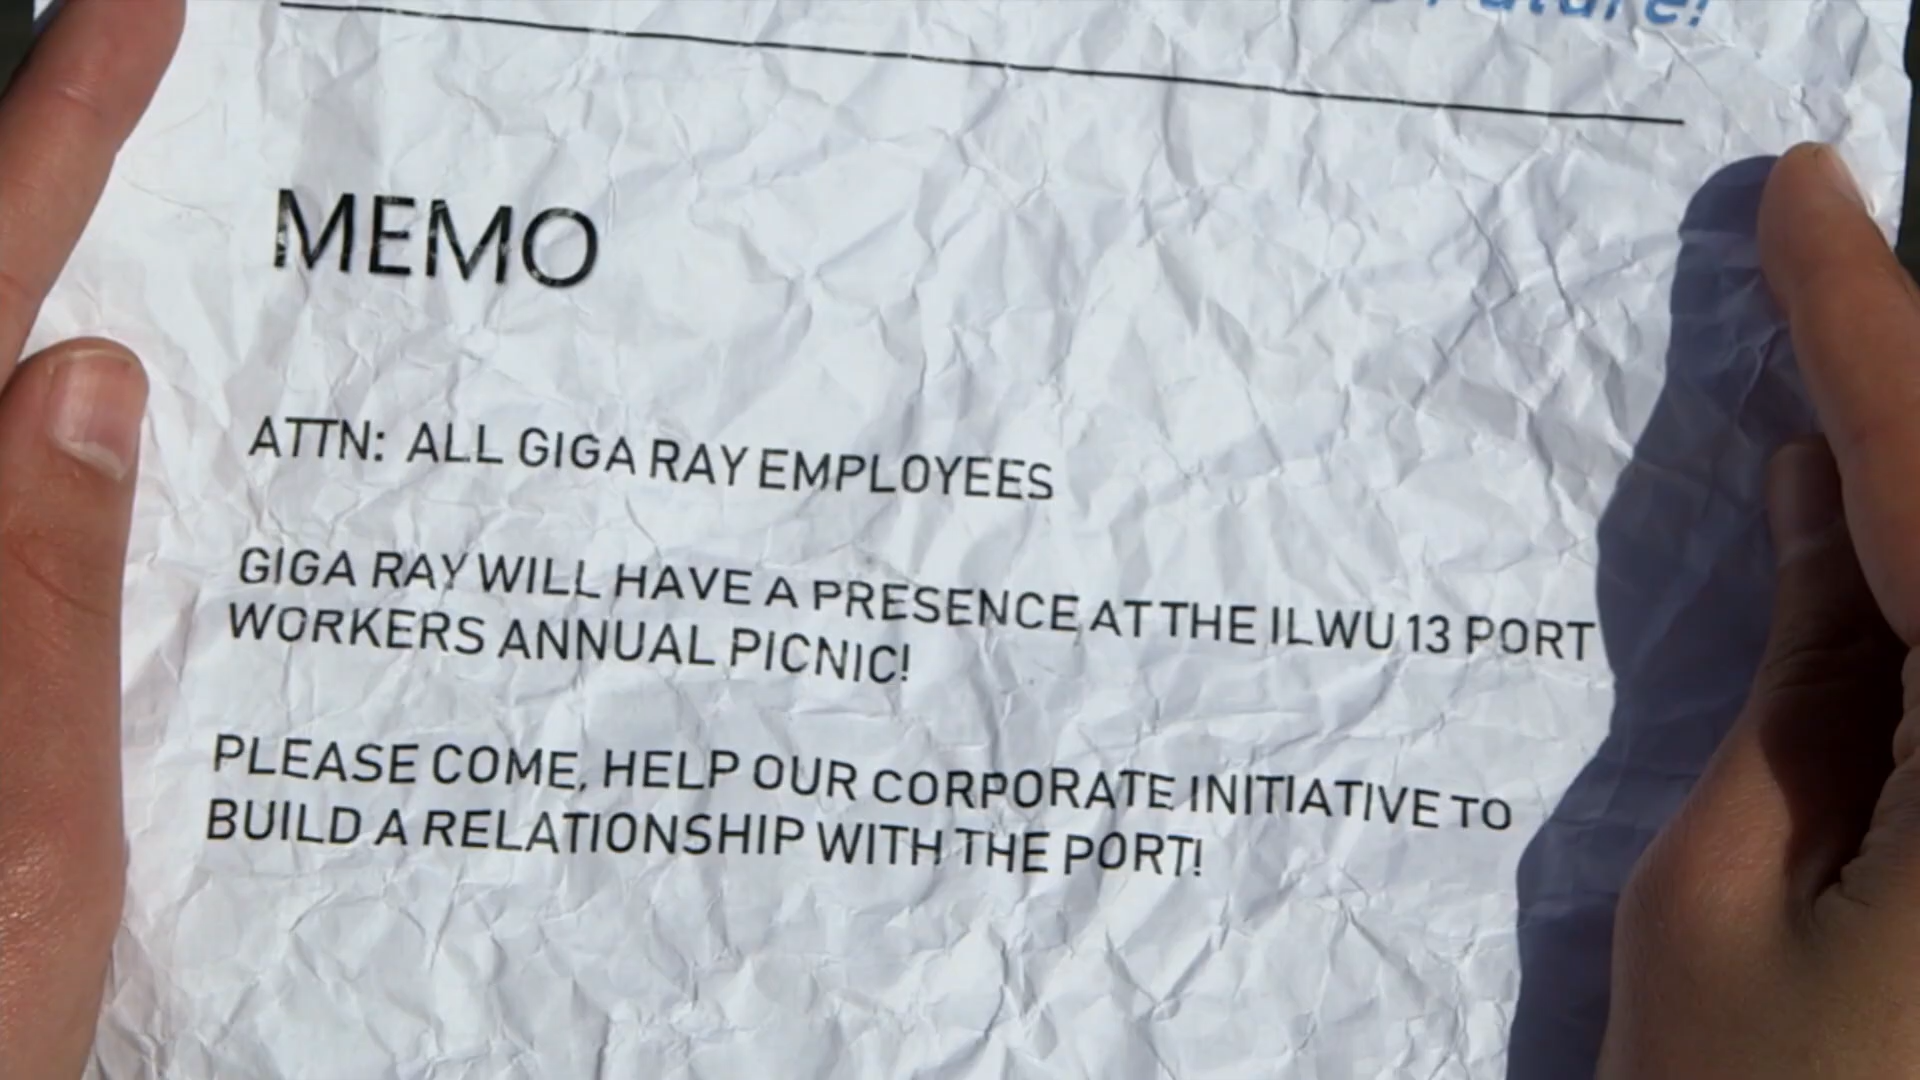 Future!
MEMO
ATTN: ALL GIGA RAY EMPLOYEES
GIGA RAY WILL HAVE A PRESENCE AT THE ILWU 13 PORT
WORKERS ANNUAL PICNIC!
PLEASE COME, HELP OUR CORPORATE INITIATIVE TO
BUILD A RELATIONSHIP WITH THE PORT!